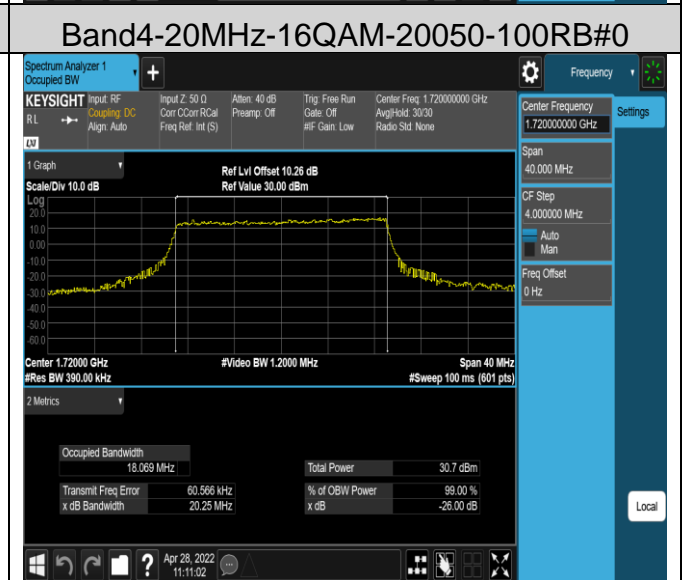 Band4-20MHz-16QAM-20050-100RB#0
Spectrum Analyzer 1
Occupied BW
+
Frequency
KEYSIGHT
R L
LXI
Input: RF
Coupling: DC
Align: Auto
Input Z: 50 Ω
Corr CCorr RCal
Freq Ref: Int (S)
Atten: 40 dB
Preamp: Off
Trig: Free Run
Gate: Off
#IF Gain: Low
Center Freq: 1.720000000 GHz
Avg|Hold: 30/30
Radio Std: None
Center Frequency
1.720000000 GHz
Settings
Span
40.000 MHz
CF Step
4.000000 MHz
Auto
Man
Freq Offset
0 Hz
1 Graph
Scale/Div 10.0 dB
Ref Lvl Offset 10.26 dB
Ref Value 30.00 dBm
Log
20.0
10.0
0.00
-10.0
-20.0
-30.0
-40.0
-50.0
-60.0
Center 1.72000 GHz
#Res BW 390.00 kHz
#Video BW 1.2000 MHz
Span 40 MHz
#Sweep 100 ms (601 pts)
2 Metrics
Occupied Bandwidth
18.069 MHz
Total Power 30.7 dBm
Transmit Freq Error 60.566 kHz
% of OBW Power 99.00 %
x dB Bandwidth 20.25 MHz
x dB -26.00 dB
Local
?
Apr 28, 2022
11:11:02